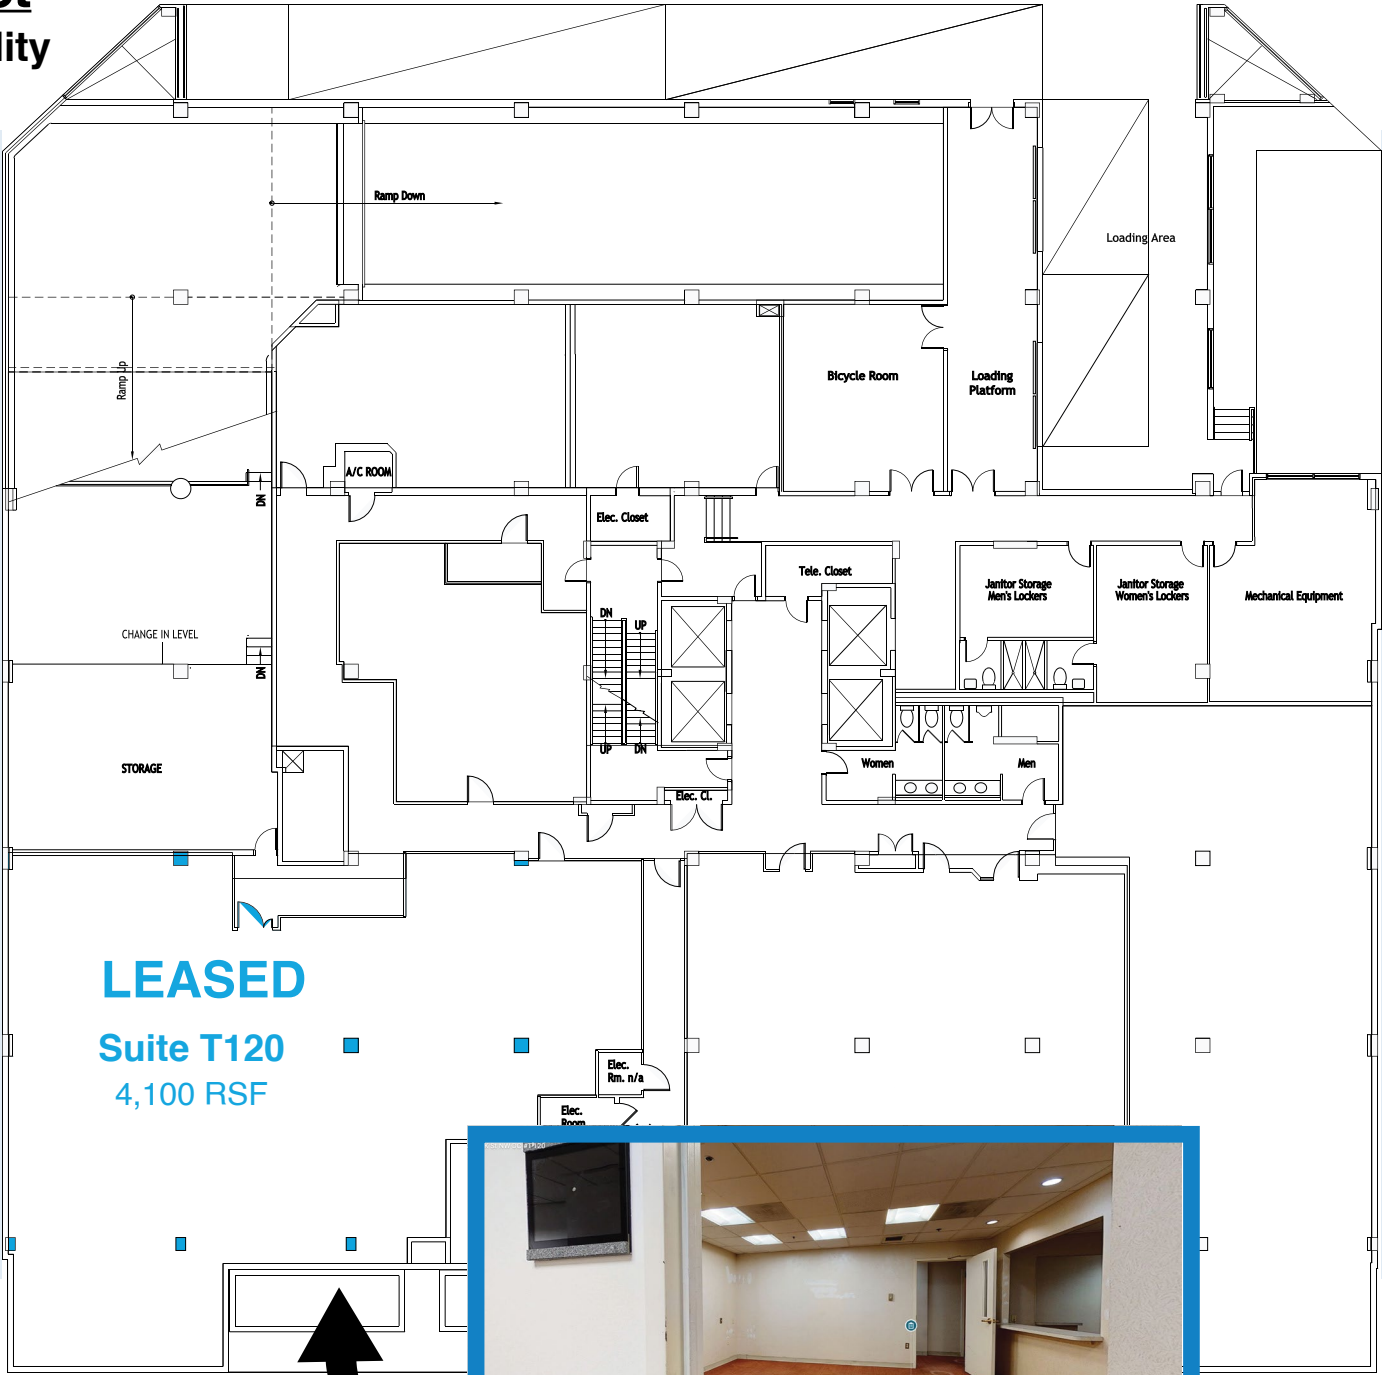 lity
Ramp Down
Loading Area
Ramp Up
Bicycle Room
Loading
Platform
A/C ROOM
DN
Elec. Closet
Tele. Closet
Janitor Storage
Men's Lockers
Janitor Storage
Women's Lockers
Mechanical Equipment
DN
UP
CHANGE IN LEVEL
DN
UP
DN
STORAGE
Women
Men
Elec. Cl.
LEASED
Suite T120
4,100 RSF
Elec.
Rm. n/a
Elec.
Room